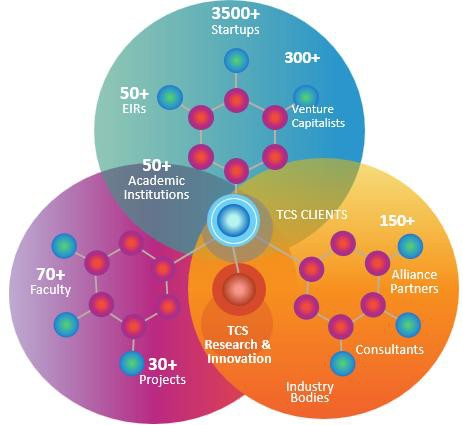 3500+
Startups
300+
Venture
Capitalists
50+
EIRs
50+
Academic
Institutions
TCS CLIENTS
150+
Alliance
Partners
70+
Faculty
30+
Projects
TCS
Research &
Innovation
Consultants
Industry
Bodies